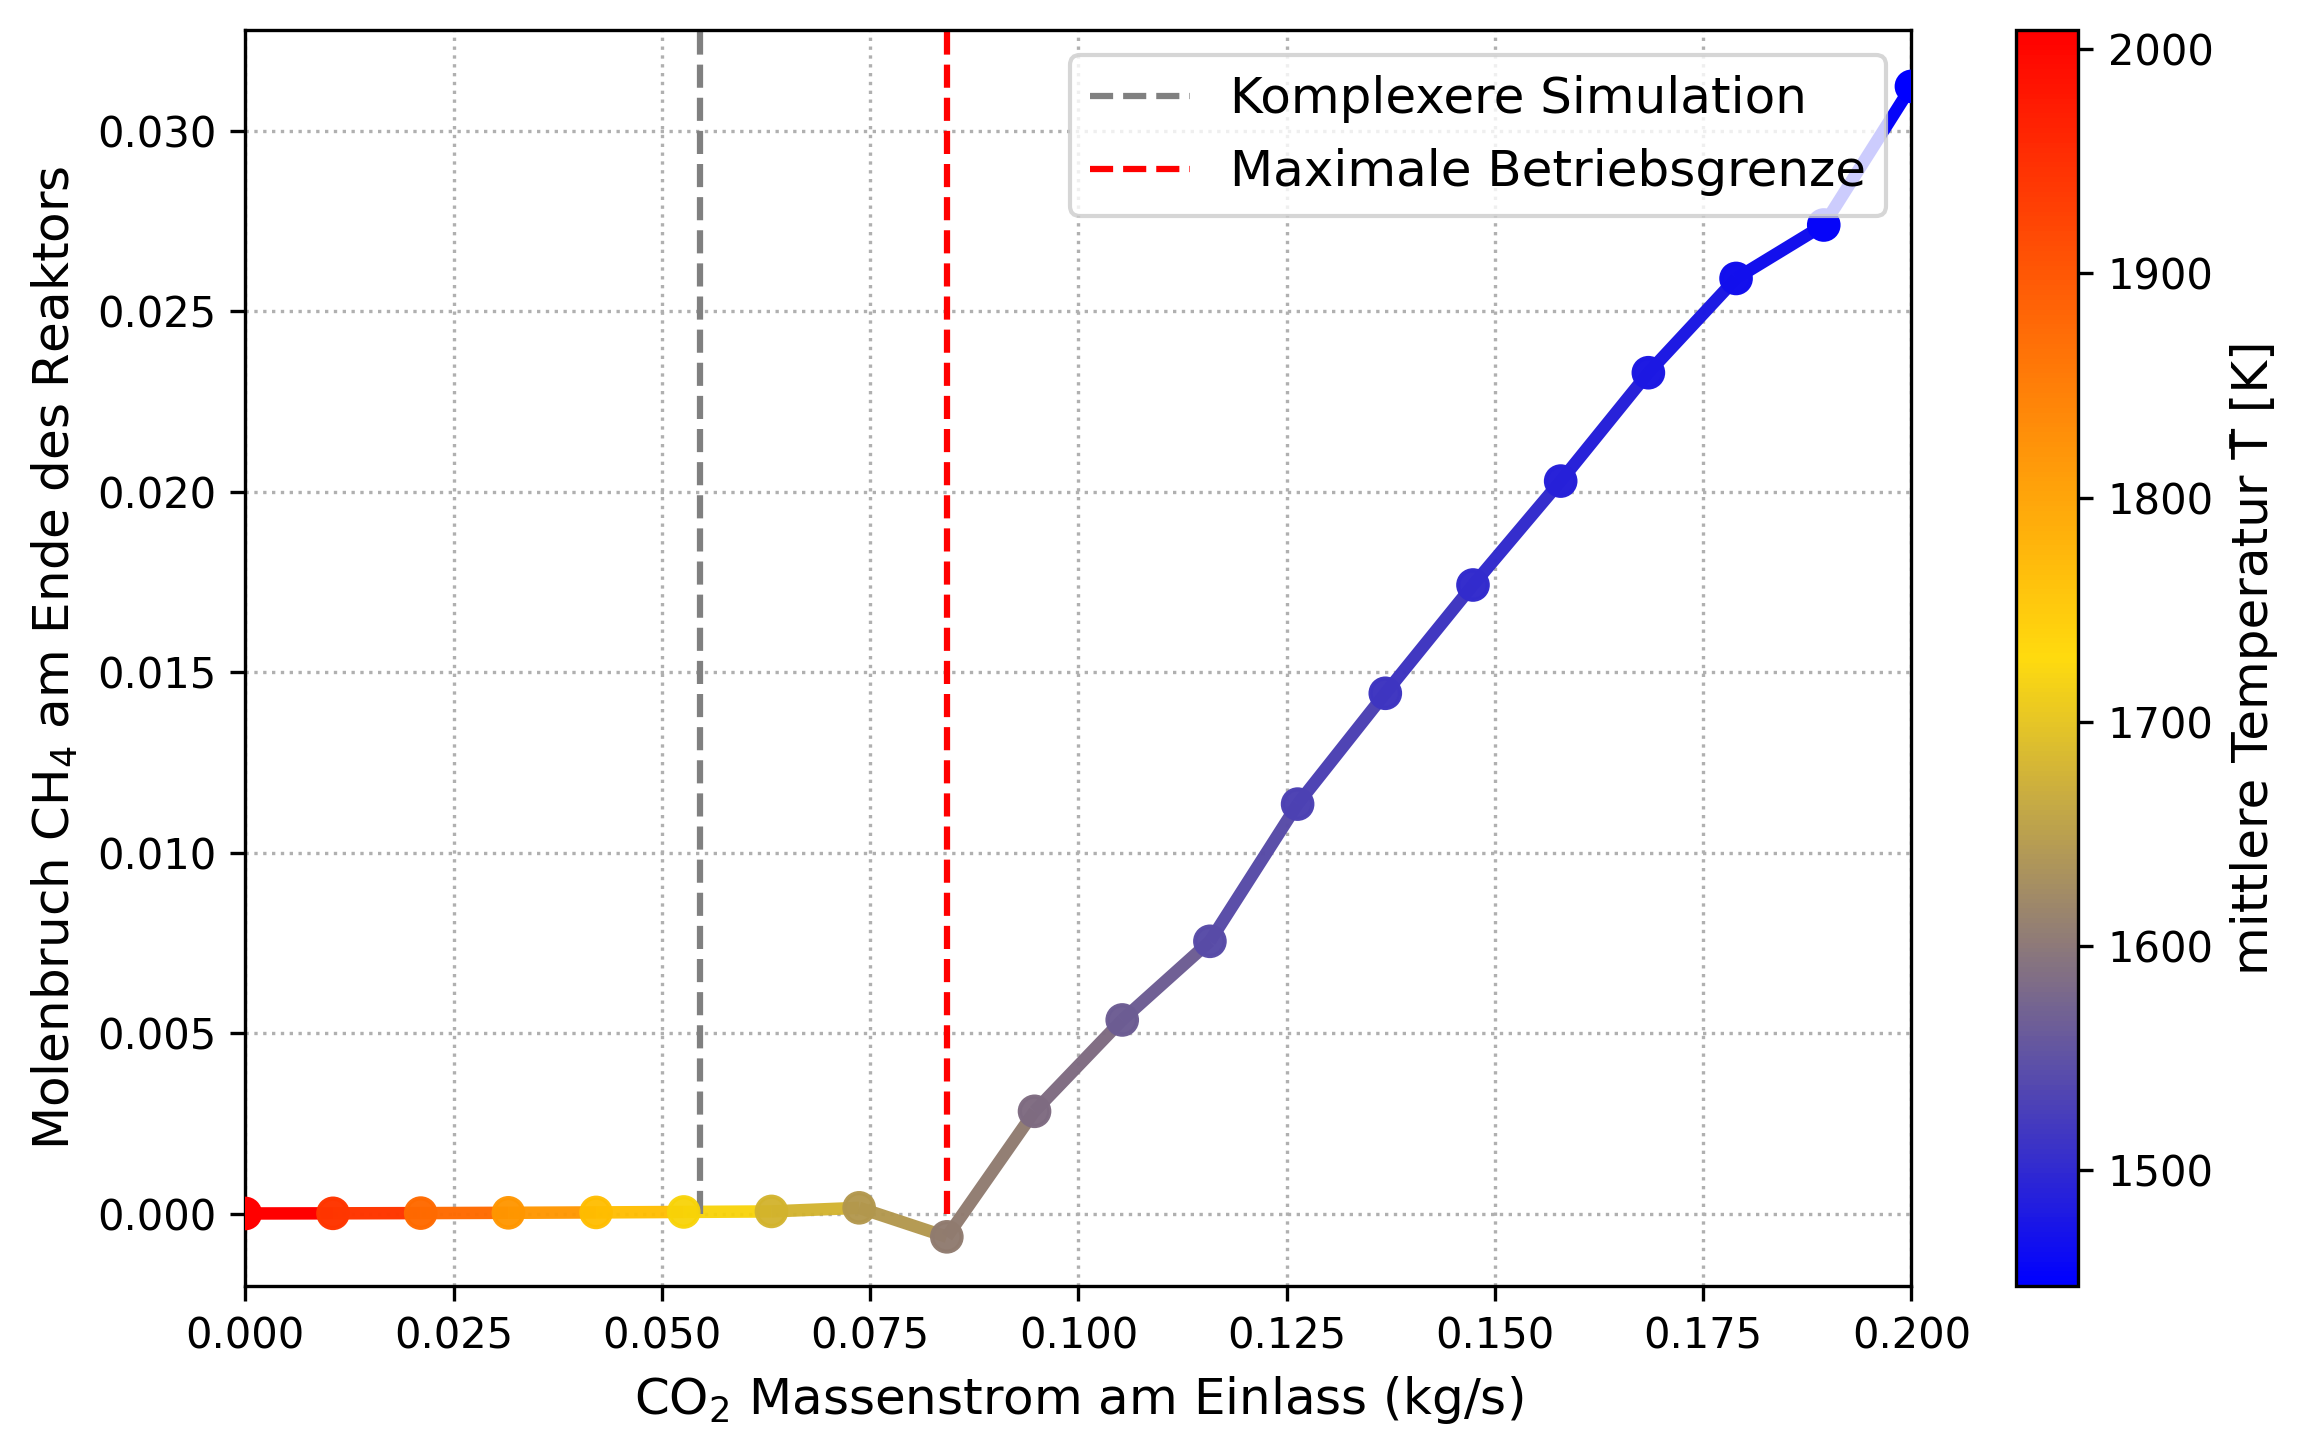 Komplexere Simulation
Maximale Betriebsgrenze
Molenbruch CH₄ am Ende des Reaktors
0.030
0.025
0.020
0.015
0.010
0.005
0.000
0.000 0.025 0.050 0.075 0.100 0.125 0.150 0.175 0.200
CO₂ Massenstrom am Einlass (kg/s)
2000
1900
1800
1700
1600
1500
mittlere Temperatur T [K]